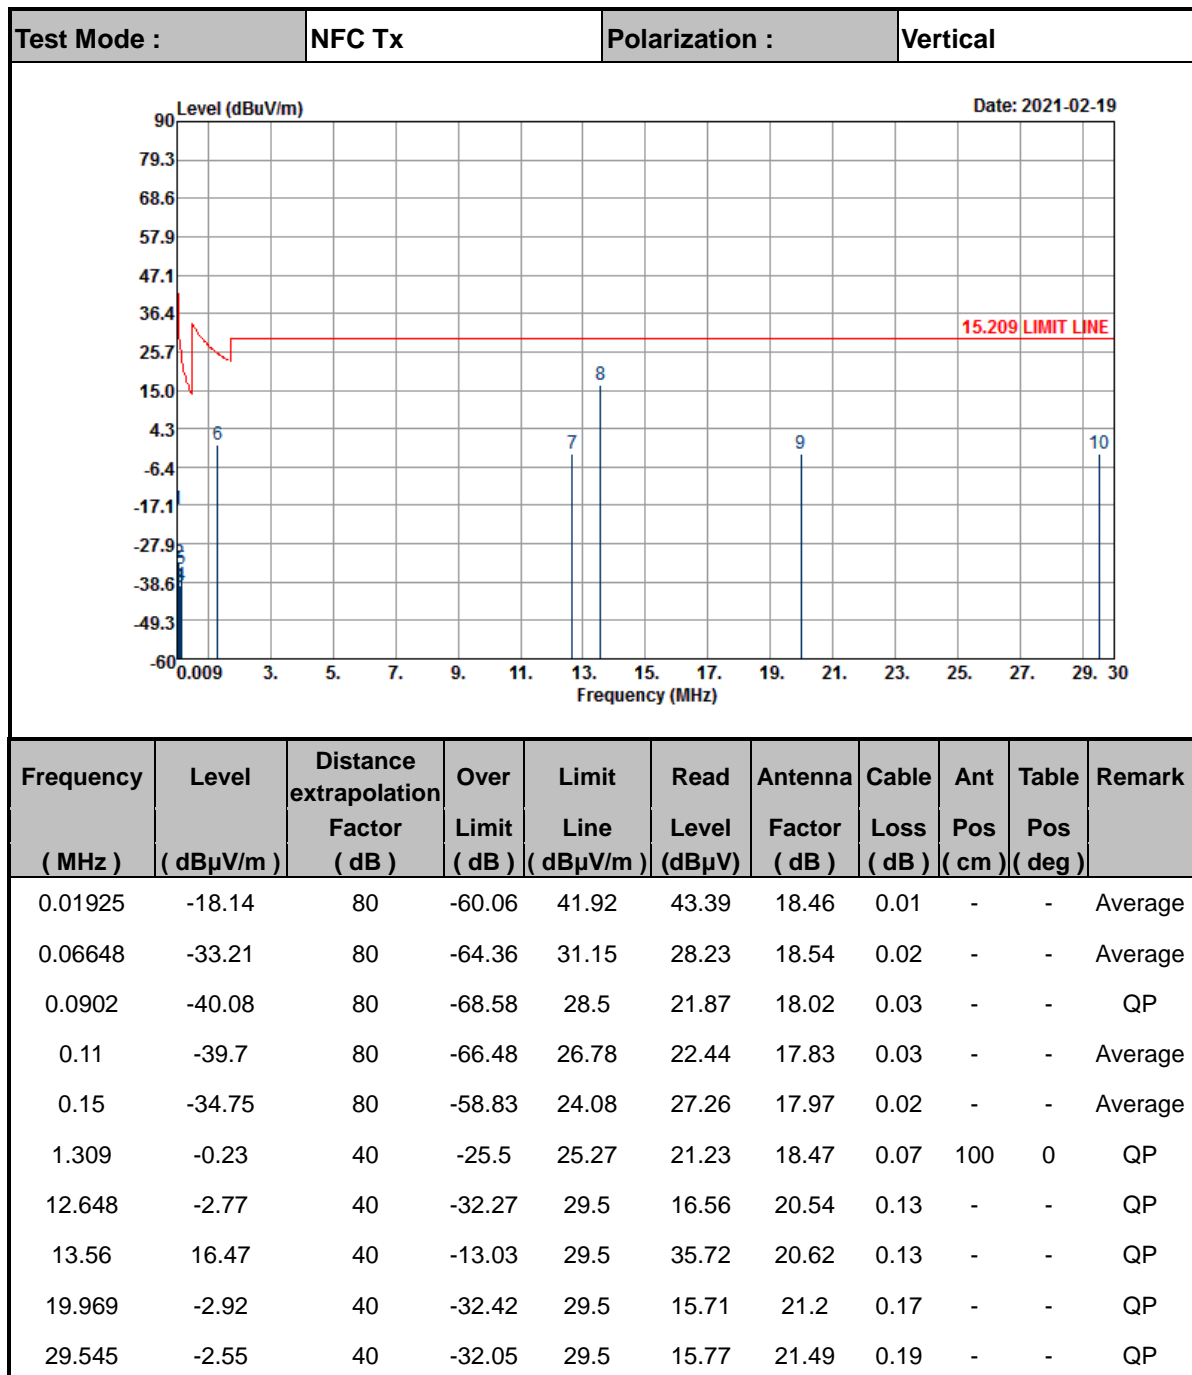 Test Mode : NFC Tx Polarization : Vertical
Level (dBuV/m) Date: 2021-02-19
90
79.3
68.6
57.9
47.1
36.4
15.209 LIMIT LINE
25.7
8
15.0
4.3
6 7 9 10
-6.4
-17.1
-27.9
-38.6
-49.3
-60
0.009 3. 5. 7. 9. 11. 13. 15. 17. 19. 21. 23. 25. 27. 29. 30
Frequency (MHz)
Frequency Level Distance extrapolation Over Limit Read Antenna Cable Ant Table Remark
Factor Limit Line Level Factor Loss Pos Pos
( MHz ) ( dBµV/m ) ( dB ) ( dB ) ( dBµV/m ) (dBµV) ( dB ) ( dB ) ( cm ) ( deg )
0.01925 -18.14 80 -60.06 41.92 43.39 18.46 0.01 - - Average
0.06648 -33.21 80 -64.36 31.15 28.23 18.54 0.02 - - Average
0.0902 -40.08 80 -68.58 28.5 21.87 18.02 0.03 - - QP
0.11 -39.7 80 -66.48 26.78 22.44 17.83 0.03 - - Average
0.15 -34.75 80 -58.83 24.08 27.26 17.97 0.02 - - Average
1.309 -0.23 40 -25.5 25.27 21.23 18.47 0.07 100 0 QP
12.648 -2.77 40 -32.27 29.5 16.56 20.54 0.13 - - QP
13.56 16.47 40 -13.03 29.5 35.72 20.62 0.13 - - QP
19.969 -2.92 40 -32.42 29.5 15.71 21.2 0.17 - - QP
29.545 -2.55 40 -32.05 29.5 15.77 21.49 0.19 - - QP